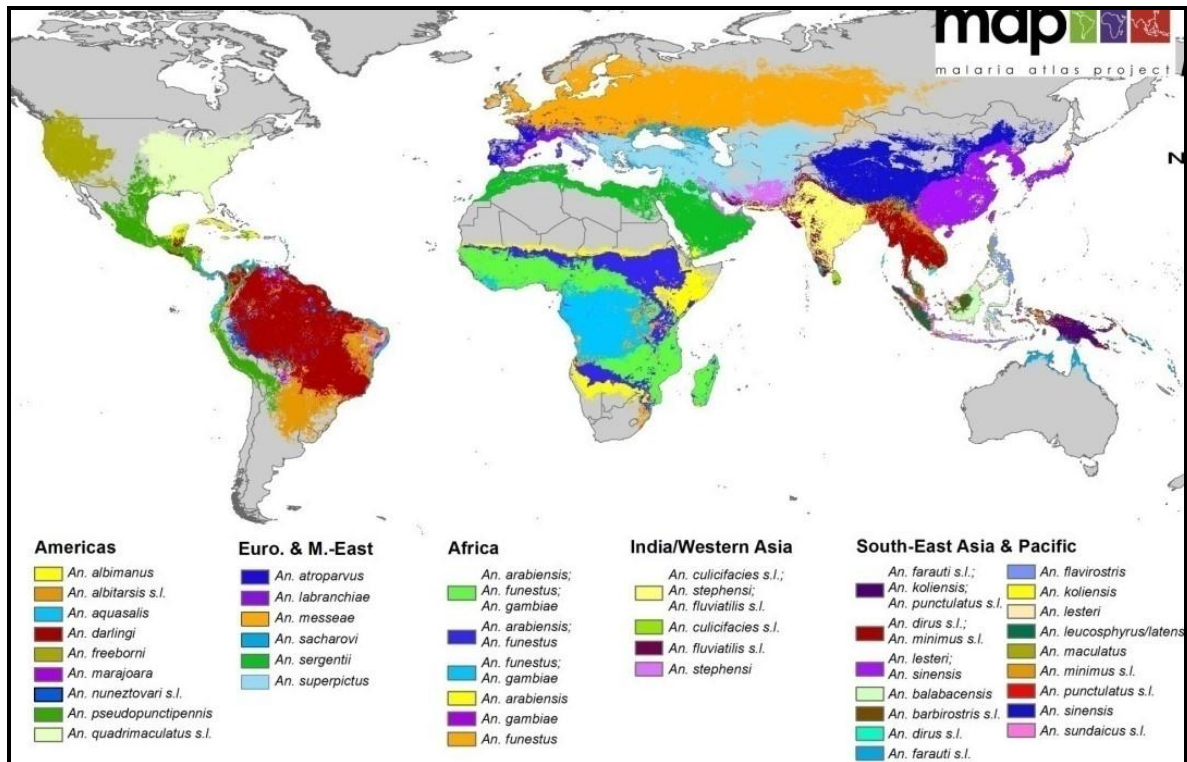 map
malaria atlas project
N
Americas
An. albimanus
An. albitarsis s.l.
An. aquasalis
An. darlingi
An. freeborni
An. marajoara
An. nuneztovari s.l.
An. pseudopunctipennis
An. quadrimaculatus s.l.
Euro. & M.-East
An. atroparvus
An. labranchiae
An. messeae
An. sacharovi
An. sergentii
An. superpictus
Africa
An. arabiensis;
An. funestus;
An. gambiae
An. arabiensis;
An. funestus
An. funestus;
An. gambiae
An. arabiensis
An. gambiae
An. funestus
India/Western Asia
An. culicifacies s.l.;
An. stephensi;
An. fluviatilis s.l.
An. culicifacies s.l.
An. fluviatilis s.l.
An. stephensi
South-East Asia & Pacific
An. farauti s.l.;
An. koliensis;
An. punctulatus s.l.
An. dirus s.l.;
An. minimus s.l.
An. lesteri;
An. sinensis
An. balabacensis
An. barbirostris s.l.
An. dirus s.l.
An. farauti s.l.
An. flavirostris
An. koliensis
An. lesteri
An. leucosphyrus/latens
An. maculatus
An. minimus s.l.
An. punctulatus s.l.
An. sinensis
An. sundaicus s.l.